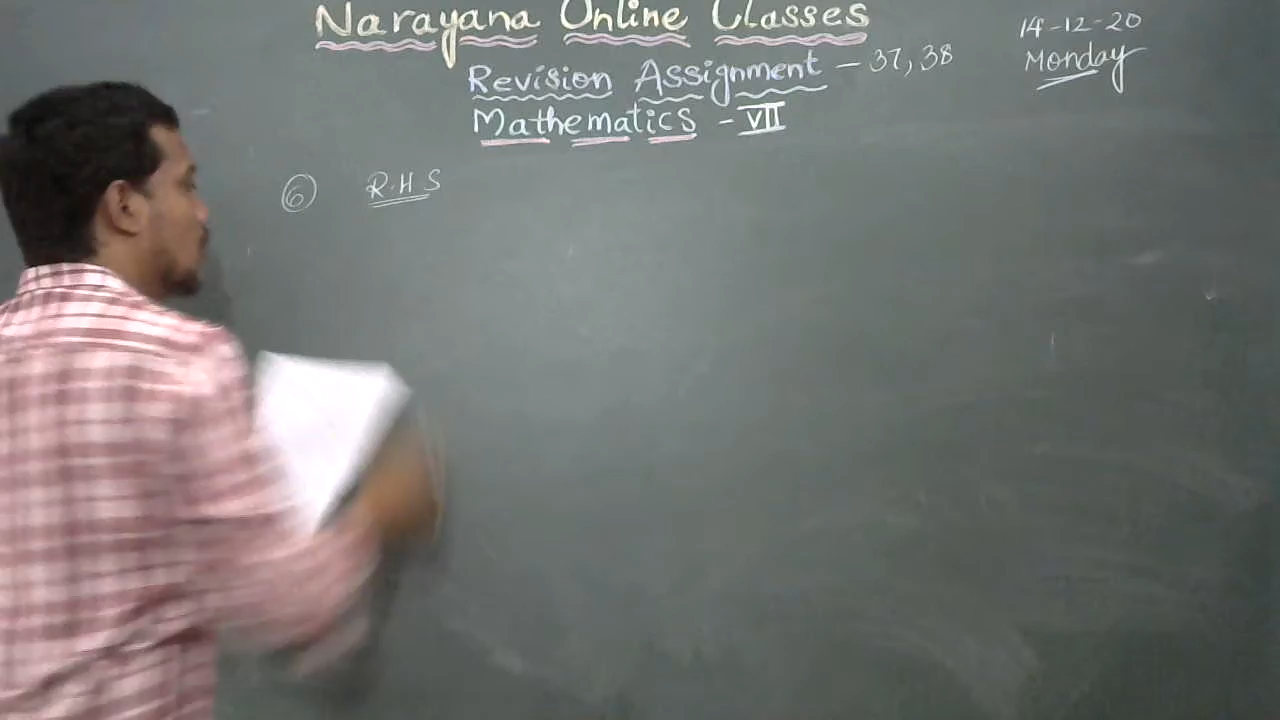 Narayana Online Classes
14-12-20
Revision Assignment - 37, 38
Monday
Mathematics - VII
6 R.H.S